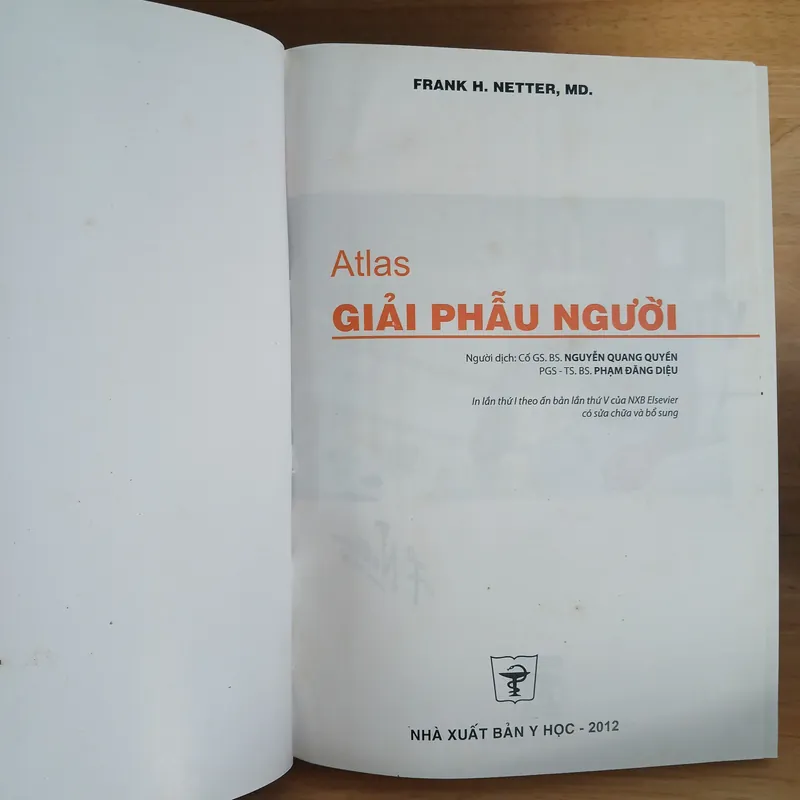 FRANK H. NETTER, MD.
Atlas
GIẢI PHẪU NGƯỜI
Người dịch: Cố GS. BS. NGUYỄN QUANG QUYỀN
PGS - TS. BS. PHẠM ĐĂNG DIỆU
In lần thứ I theo ấn bản lần thứ V của NXB Elsevier
có sửa chữa và bổ sung
NHÀ XUẤT BẢN Y HỌC - 2012